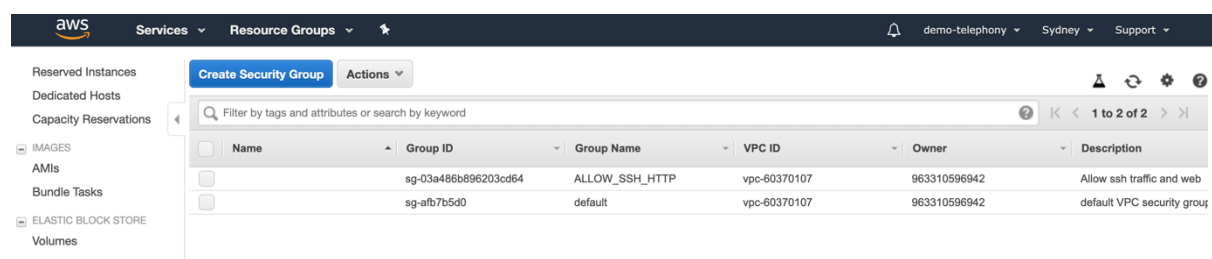 aws Services Resource Groups demo-telephony Sydney Support
Reserved Instances
Dedicated Hosts
Capacity Reservations
IMAGES
AMIs
Bundle Tasks
ELASTIC BLOCK STORE
Volumes
Create Security Group Actions
Filter by tags and attributes or search by keyword 1 to 2 of 2
Name Group ID Group Name VPC ID Owner Description
sg-03a486b896203cd64 ALLOW_SSH_HTTP vpc-60370107 963310596942 Allow ssh traffic and web
sg-afb7b5d0 default vpc-60370107 963310596942 default VPC security group